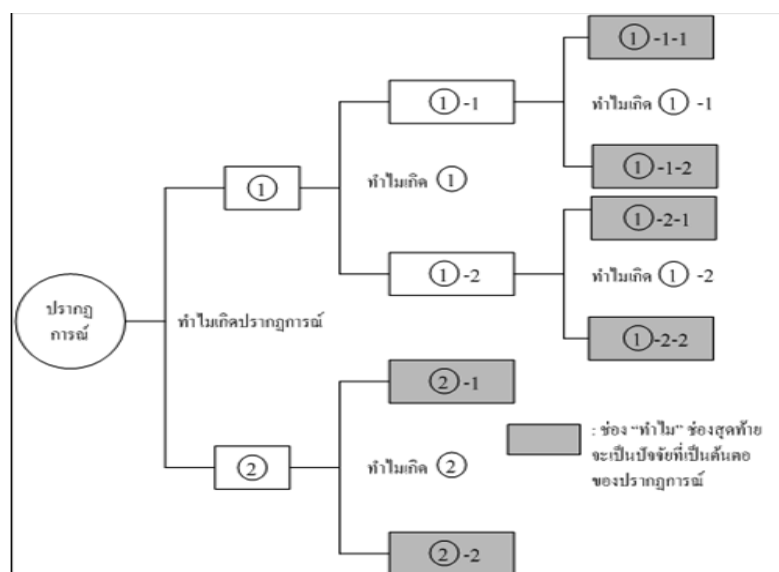 ①-1-1
①-1
ทำไมเกิด ① -1
①
ทำไมเกิด ①
①-1-2
①-2-1
①-2
ทำไมเกิด ① -2
ปรากฏ
การณ์
ทำไมเกิดปรากฏการณ์
①-2-2
②-1
②
ทำไมเกิด ②
: ช่อง “ทำไม” ช่องสุดท้าย
จะเป็นปัจจัยที่เป็นต้นตอ
ของปรากฏการณ์
②-2